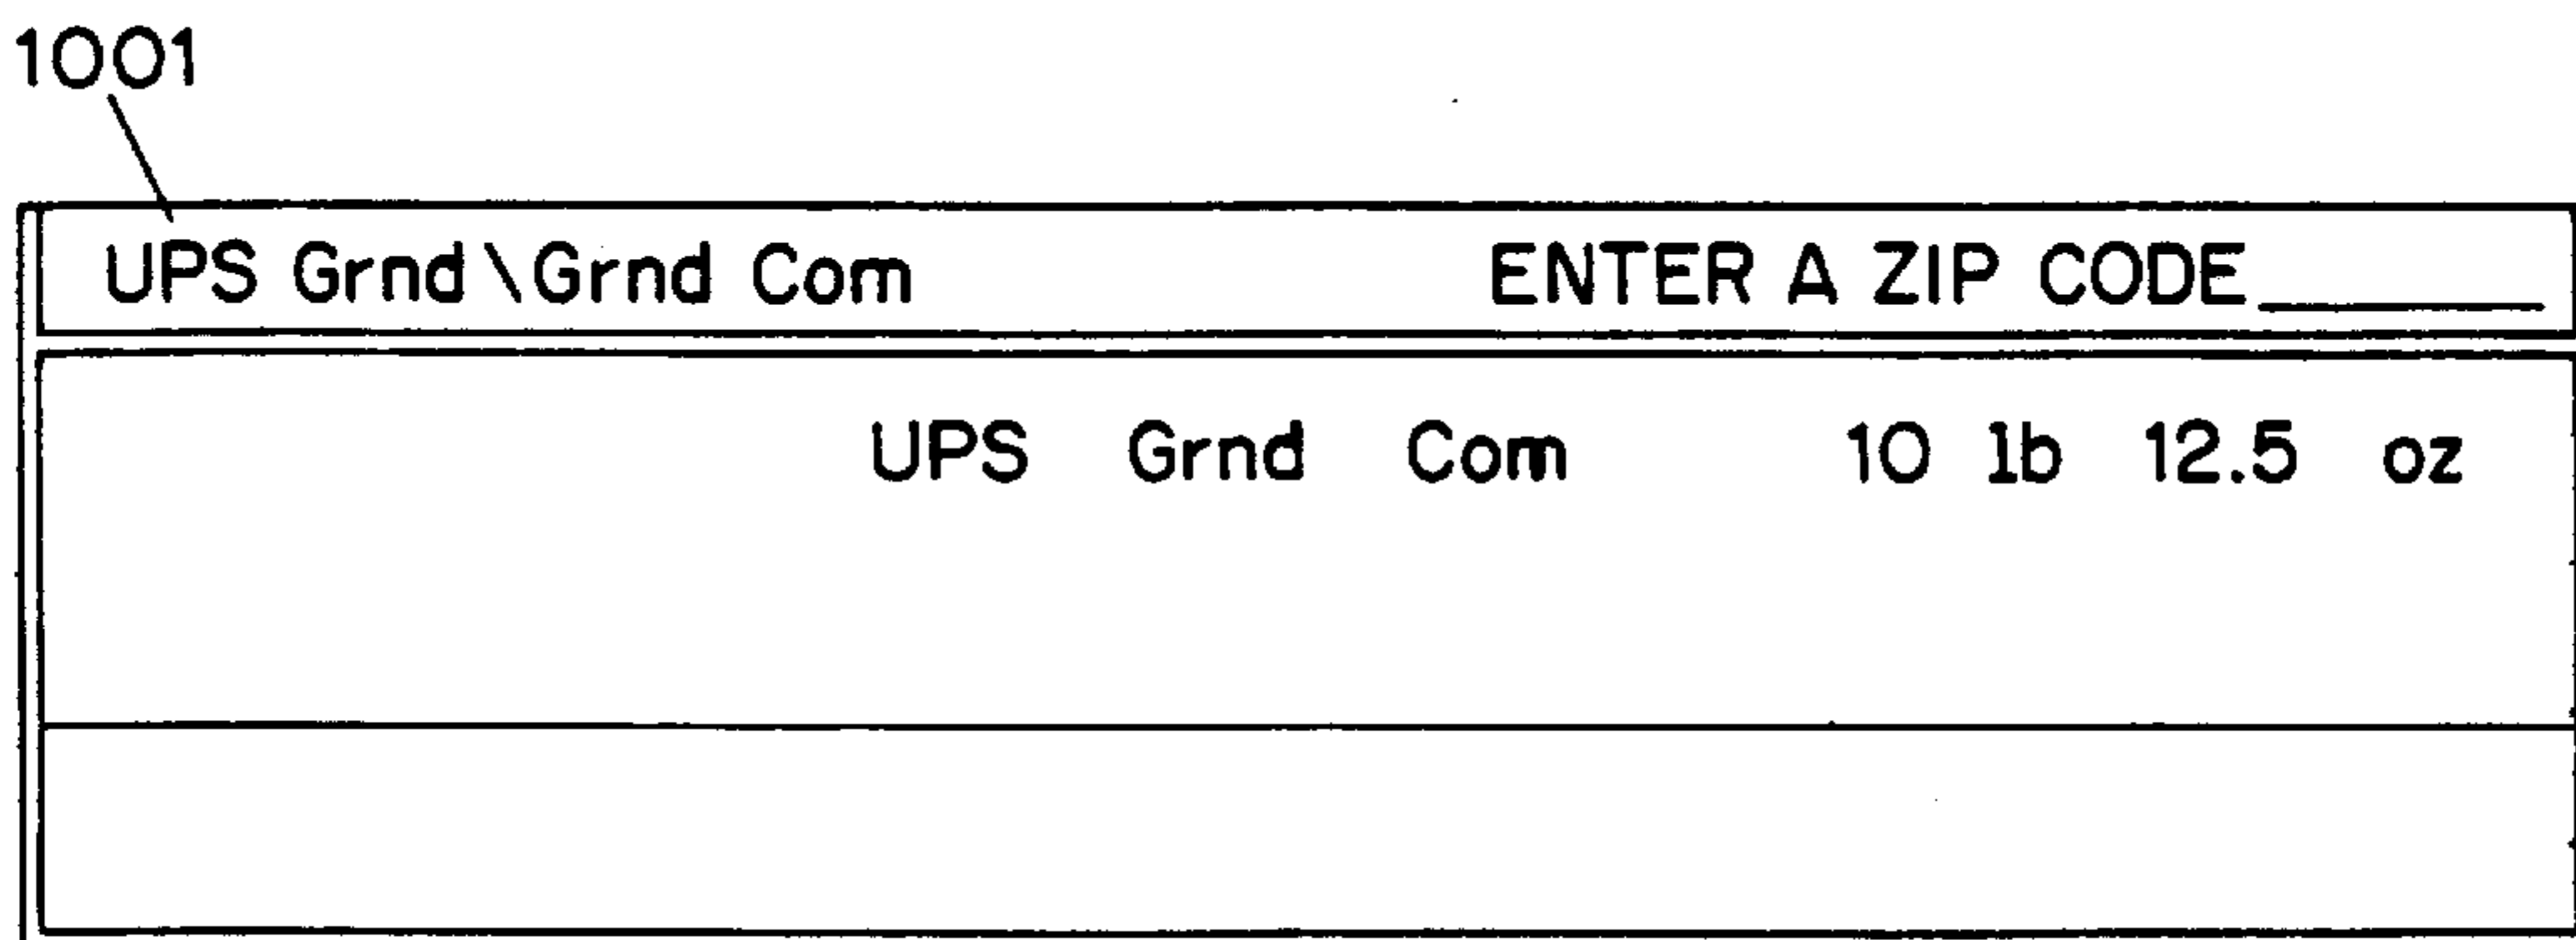 1001
UPS Grnd\Grnd Com ENTER A ZIP CODE______
UPS Grnd Com 10 lb 12.5 oz